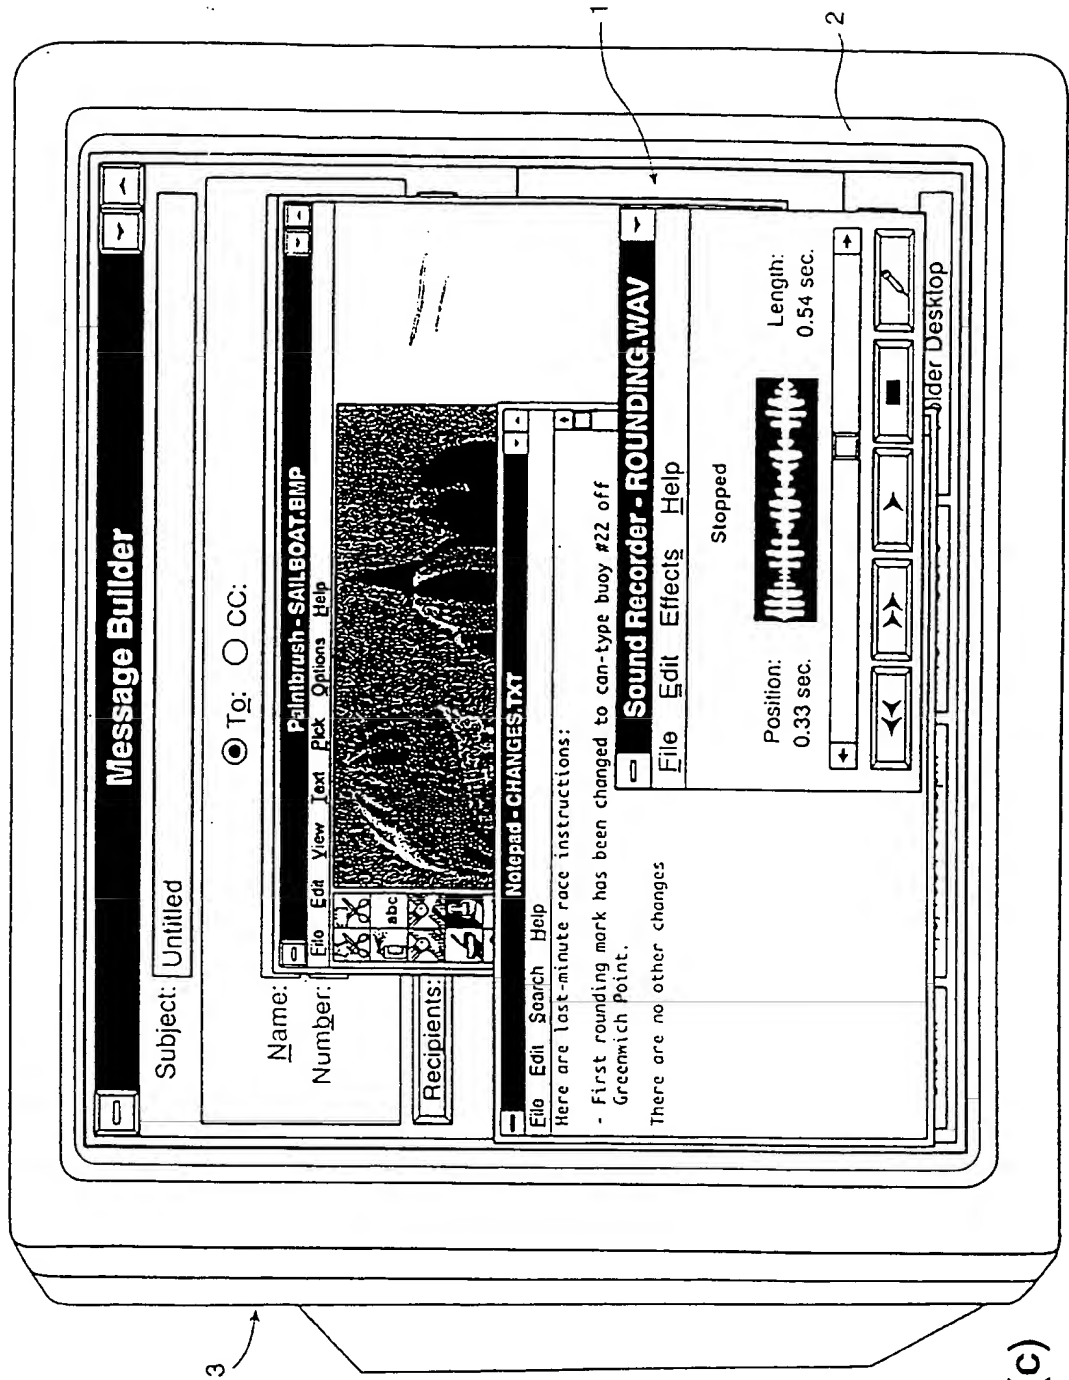 Message Builder
Subject: Untitled
To: CC:
Name:
Number:
Recipients:
Paintbrush - SAILBOAT.BMP
File Edit View Text Pick Options Help
abc
Notepad - CHANGES.TXT
File Edit Search Help
Here are last-minute race instructions:
- First rounding mark has been changed to can-type buoy #22 off
Greenwich Point.
There are no other changes
Sound Recorder - ROUNDING.WAV
File Edit Effects Help
Stopped
Position:
0.33 sec.
Length:
0.54 sec.
Desktop
1
2
3
(c)